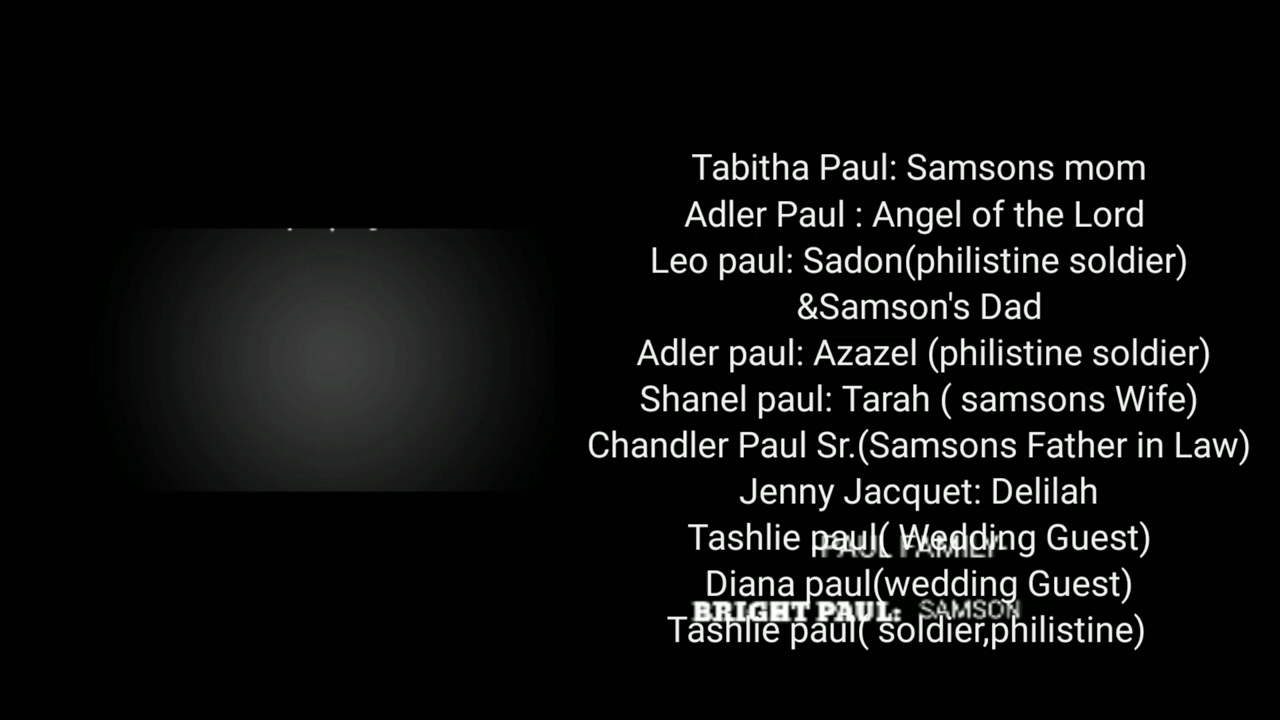 Tabitha Paul: Samsons mom
Adler Paul : Angel of the Lord
Leo paul: Sadon(philistine soldier)
&Samson's Dad
Adler paul: Azazel (philistine soldier)
Shanel paul: Tarah ( samsons Wife)
Chandler Paul Sr.(Samsons Father in Law)
Jenny Jacquet: Delilah
Tashlie paul( Wedding Guest)
PAUL FAMILY
Diana paul(wedding Guest)
BRIGHT PAUL: SAMSON
Tashlie paul( soldier,philistine)